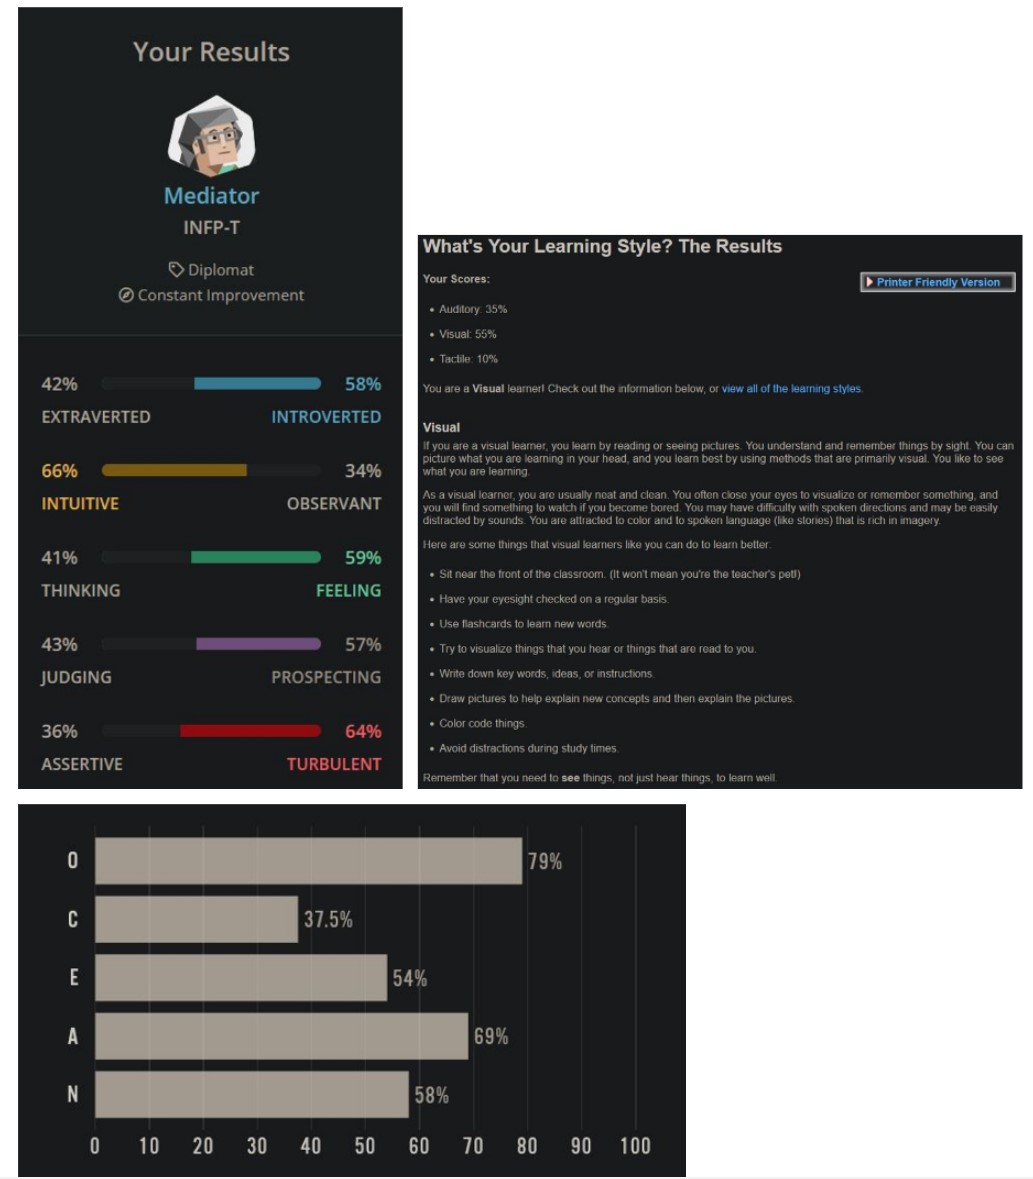 Your Results
Mediator
INFP-T
Diplomat
Constant Improvement
42% 58%
EXTRAVERTED INTROVERTED
66% 34%
INTUITIVE OBSERVANT
41% 59%
THINKING FEELING
43% 57%
JUDGING PROSPECTING
36% 64%
ASSERTIVE TURBULENT
What's Your Learning Style? The Results
Your Scores:
Printer Friendly Version
• Auditory: 35%
• Visual: 55%
• Tactile: 10%
You are a Visual learner! Check out the information below, or view all of the learning styles.
Visual
If you are a visual learner, you learn by reading or seeing pictures. You understand and remember things by sight. You can
picture what you are learning in your head, and you learn best by using methods that are primarily visual. You like to see
what you are learning.
As a visual learner, you are usually neat and clean. You often close your eyes to visualize or remember something, and
you will find something to watch if you become bored. You may have difficulty with spoken directions and may be easily
distracted by sounds. You are attracted to color and to spoken language (like stories) that is rich in imagery.
Here are some things that visual learners like you can do to learn better:
• Sit near the front of the classroom. (It won't mean you're the teacher's pet!)
• Have your eyesight checked on a regular basis.
• Use flashcards to learn new words.
• Try to visualize things that you hear or things that are read to you.
• Write down key words, ideas, or instructions.
• Draw pictures to help explain new concepts and then explain the pictures.
• Color code things.
• Avoid distractions during study times.
Remember that you need to see things, not just hear things, to learn well.
O 79%
C 37.5%
E 54%
A 69%
N 58%
0 10 20 30 40 50 60 70 80 90 100